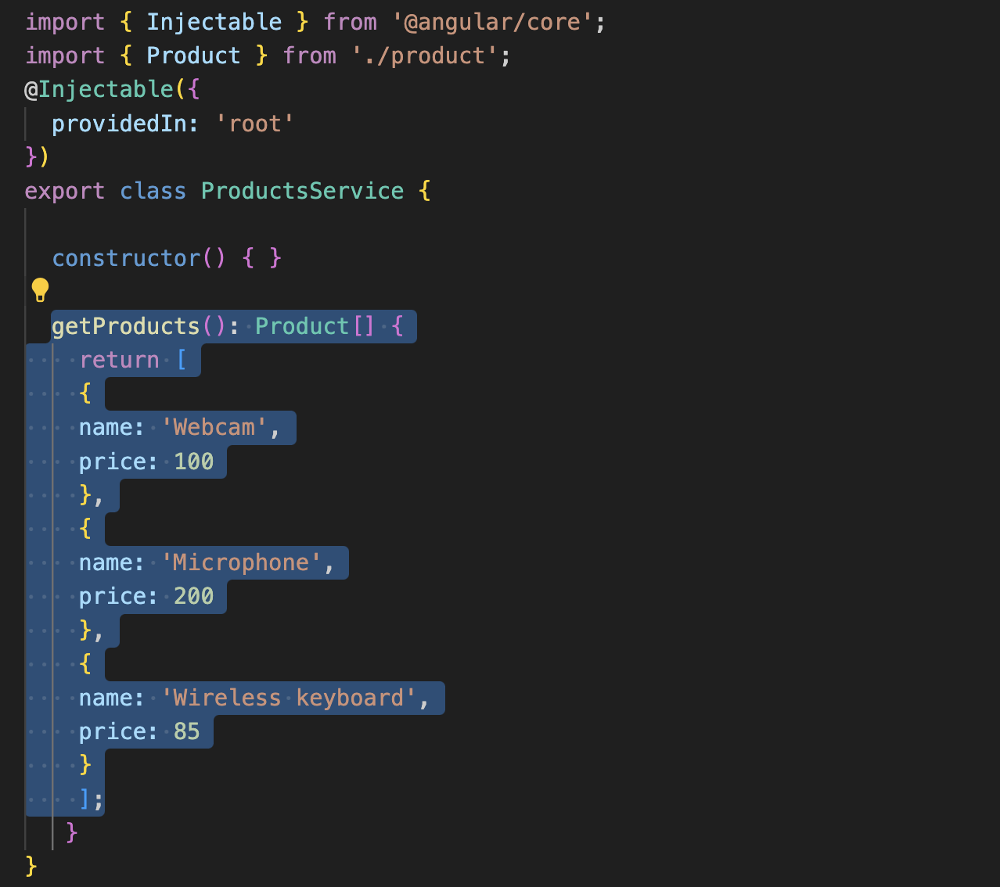 import { Injectable } from '@angular/core';
import { Product } from './product';
@Injectable({
  providedIn: 'root'
})
export class ProductsService {

  constructor() { }

  getProducts(): Product[] {
    return [
    {
    name: 'Webcam',
    price: 100
    },
    {
    name: 'Microphone',
    price: 200
    },
    {
    name: 'Wireless keyboard',
    price: 85
    }
    ];
   }
}